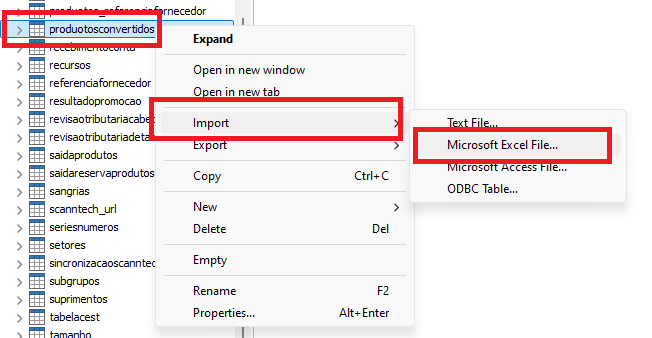 produtos_referenciafornecedor
produotosconvertidos
recebimentoconta
recursos
referenciafornecedor
resultadopromocao
revisaotributariacabec
revisaotributariadeta
saidaprodutos
saidareservaprodutos
sangrias
scanntech_url
seriesnumeros
setores
sincronizacaoscanntec
subgrupos
suprimentos
tabelacest
tamanho
Expand
Open in new window
Open in new tab
Import
Export
Copy Ctrl+C
New
Delete Del
Empty
Rename F2
Properties... Alt+Enter
Text File...
Microsoft Excel File...
Microsoft Access File...
ODBC Table...